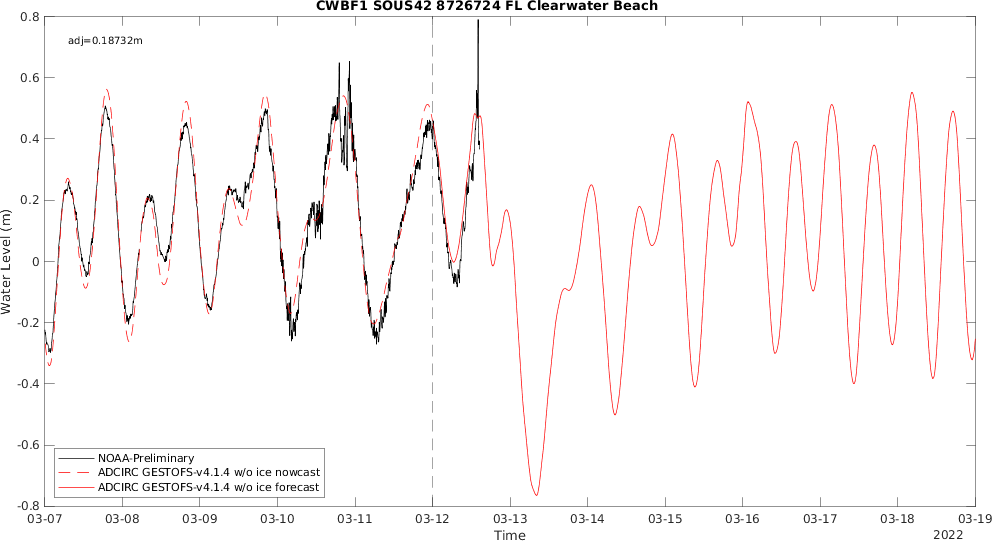 CWBF1 SOUS42 8726724 FL Clearwater Beach
adj=0.18732m
Water Level (m)
0.8
0.6
0.4
0.2
0
-0.2
-0.4
-0.6
-0.8
NOAA-Preliminary
ADCIRC GESTOFS-v4.1.4 w/o ice nowcast
ADCIRC GESTOFS-v4.1.4 w/o ice forecast
03-07 03-08 03-09 03-10 03-11 03-12 03-13 03-14 03-15 03-16 03-17 03-18 03-19
Time
2022